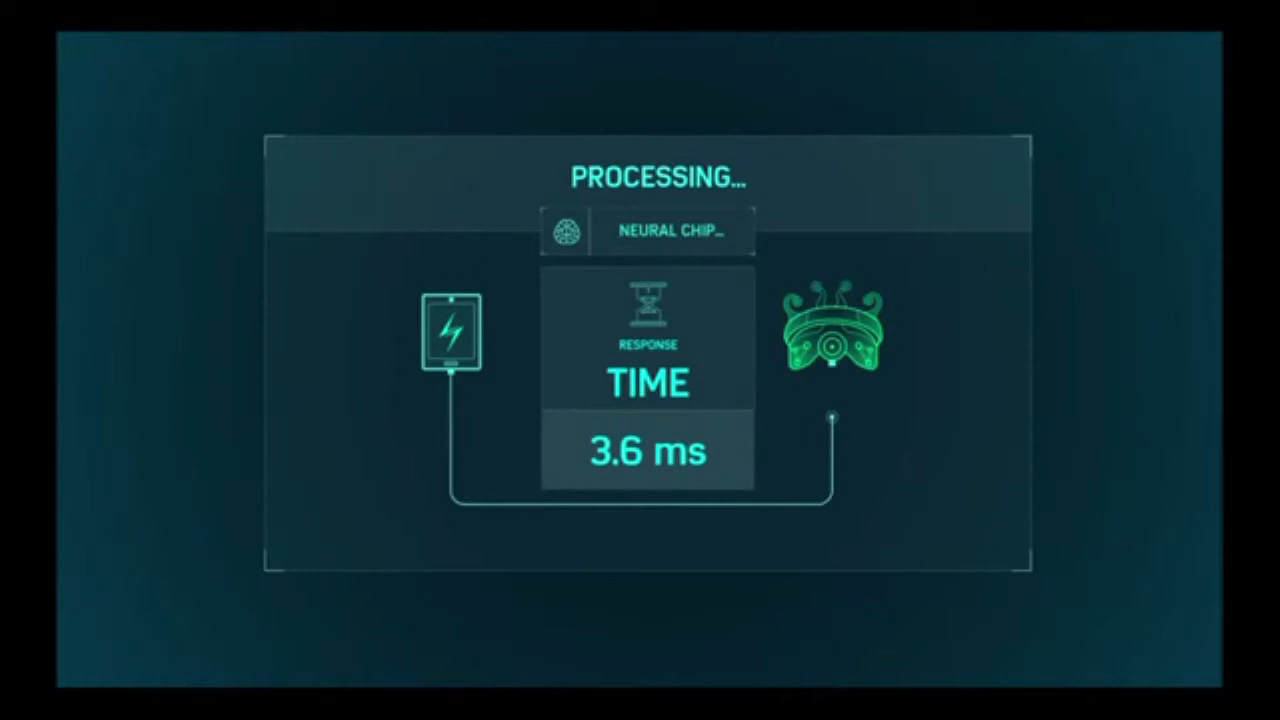 PROCESSING...
NEURAL CHIP...
RESPONSE
TIME
3.6 ms